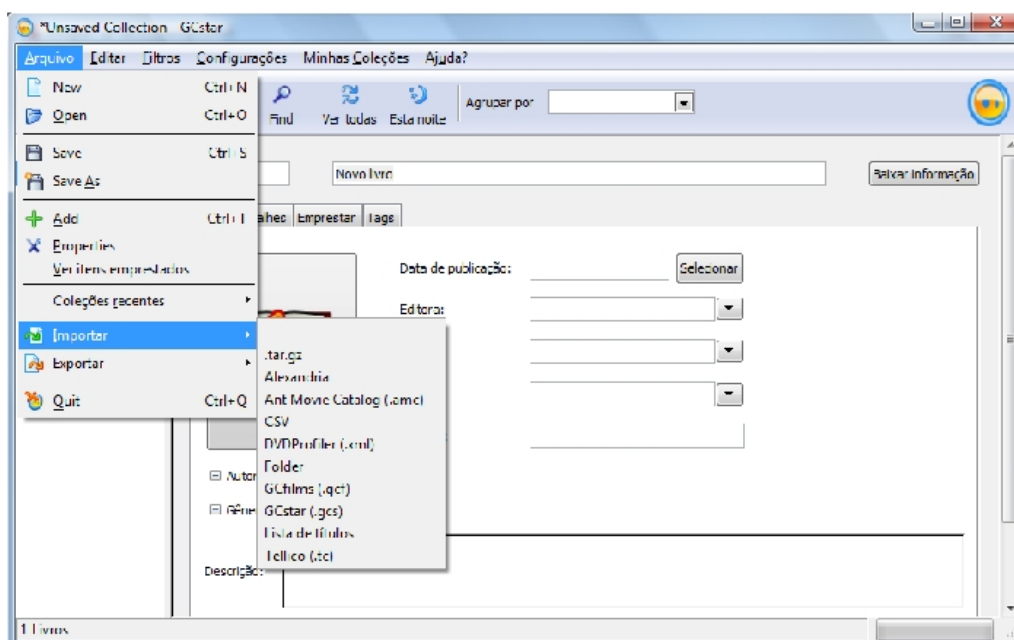 *Unsaved Collection - GCstar
Arquivo Editar Filtros Configurações Minhas Coleções Ajuda?
New Ctrl+N
Open Ctrl+O
Save Ctrl+S
Save As
Add Ctrl+T
Properties
Ver itens emprestados
Coleções recentes
Importar
Exportar
Quit Ctrl+Q
Find Ver todas Esta noite Agrupar por
Novo livro Baixar Informação
alhes Emprestar Tags
Data de publicação: Selecionar
Editora:
.tar.gz
Alexandria
Ant Movie Catalog (.amc)
CSV
DVDProfiler (.xml)
Folder
GCfilms (.gcf)
GCstar (.gcs)
Lista de títulos
Tellico (.tc)
Autor
Gêne
Descrição:
1 Livros